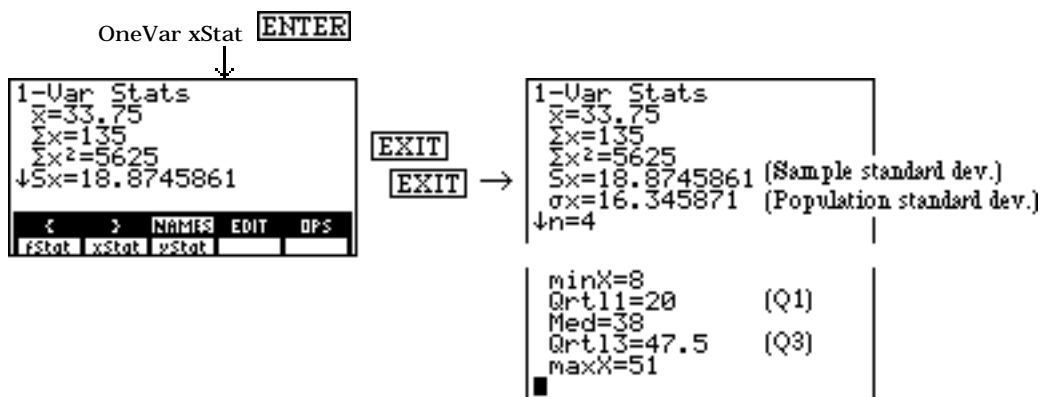 OneVar xStat ENTER
1-Var Stats
x̄=33.75
Σx=135
Σx²=5625
↓Sx=18.8745861
{ } NAMES EDIT OPS
fStat xStat yStat
EXIT
EXIT →
1-Var Stats
x̄=33.75
Σx=135
Σx²=5625
Sx=18.8745861 (Sample standard dev.)
σx=16.345871 (Population standard dev.)
↓n=4
minX=8
Qrtl1=20 (Q1)
Med=38
Qrtl3=47.5 (Q3)
maxX=51